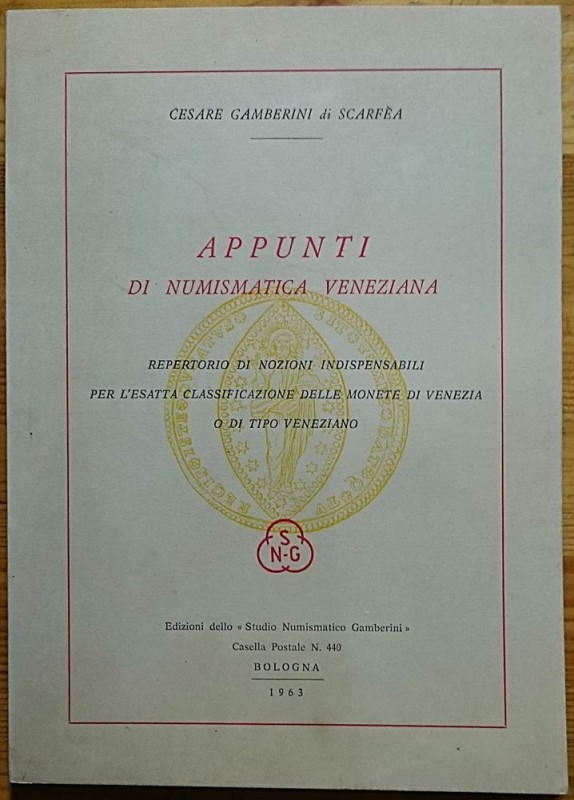 CESARE GAMBERINI di SCARFÈA
APPUNTI
DI NUMISMATICA VENEZIANA
REPERTORIO DI NOZIONI INDISPENSABILI
PER L'ESATTA CLASSIFICAZIONE DELLE MONETE DI VENEZIA
O DI TIPO VENEZIANO
S
N-G
Edizioni dello « Studio Numismatico Gamberini »
Casella Postale N. 440
BOLOGNA
1963